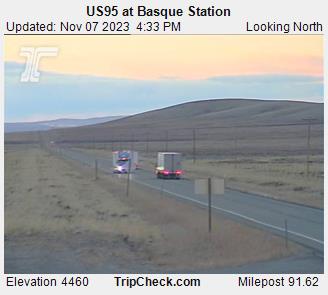 US95 at Basque Station
Updated: Nov 07 2023 4:33 PM Looking North
Elevation 4460 TripCheck.com Milepost 91.62